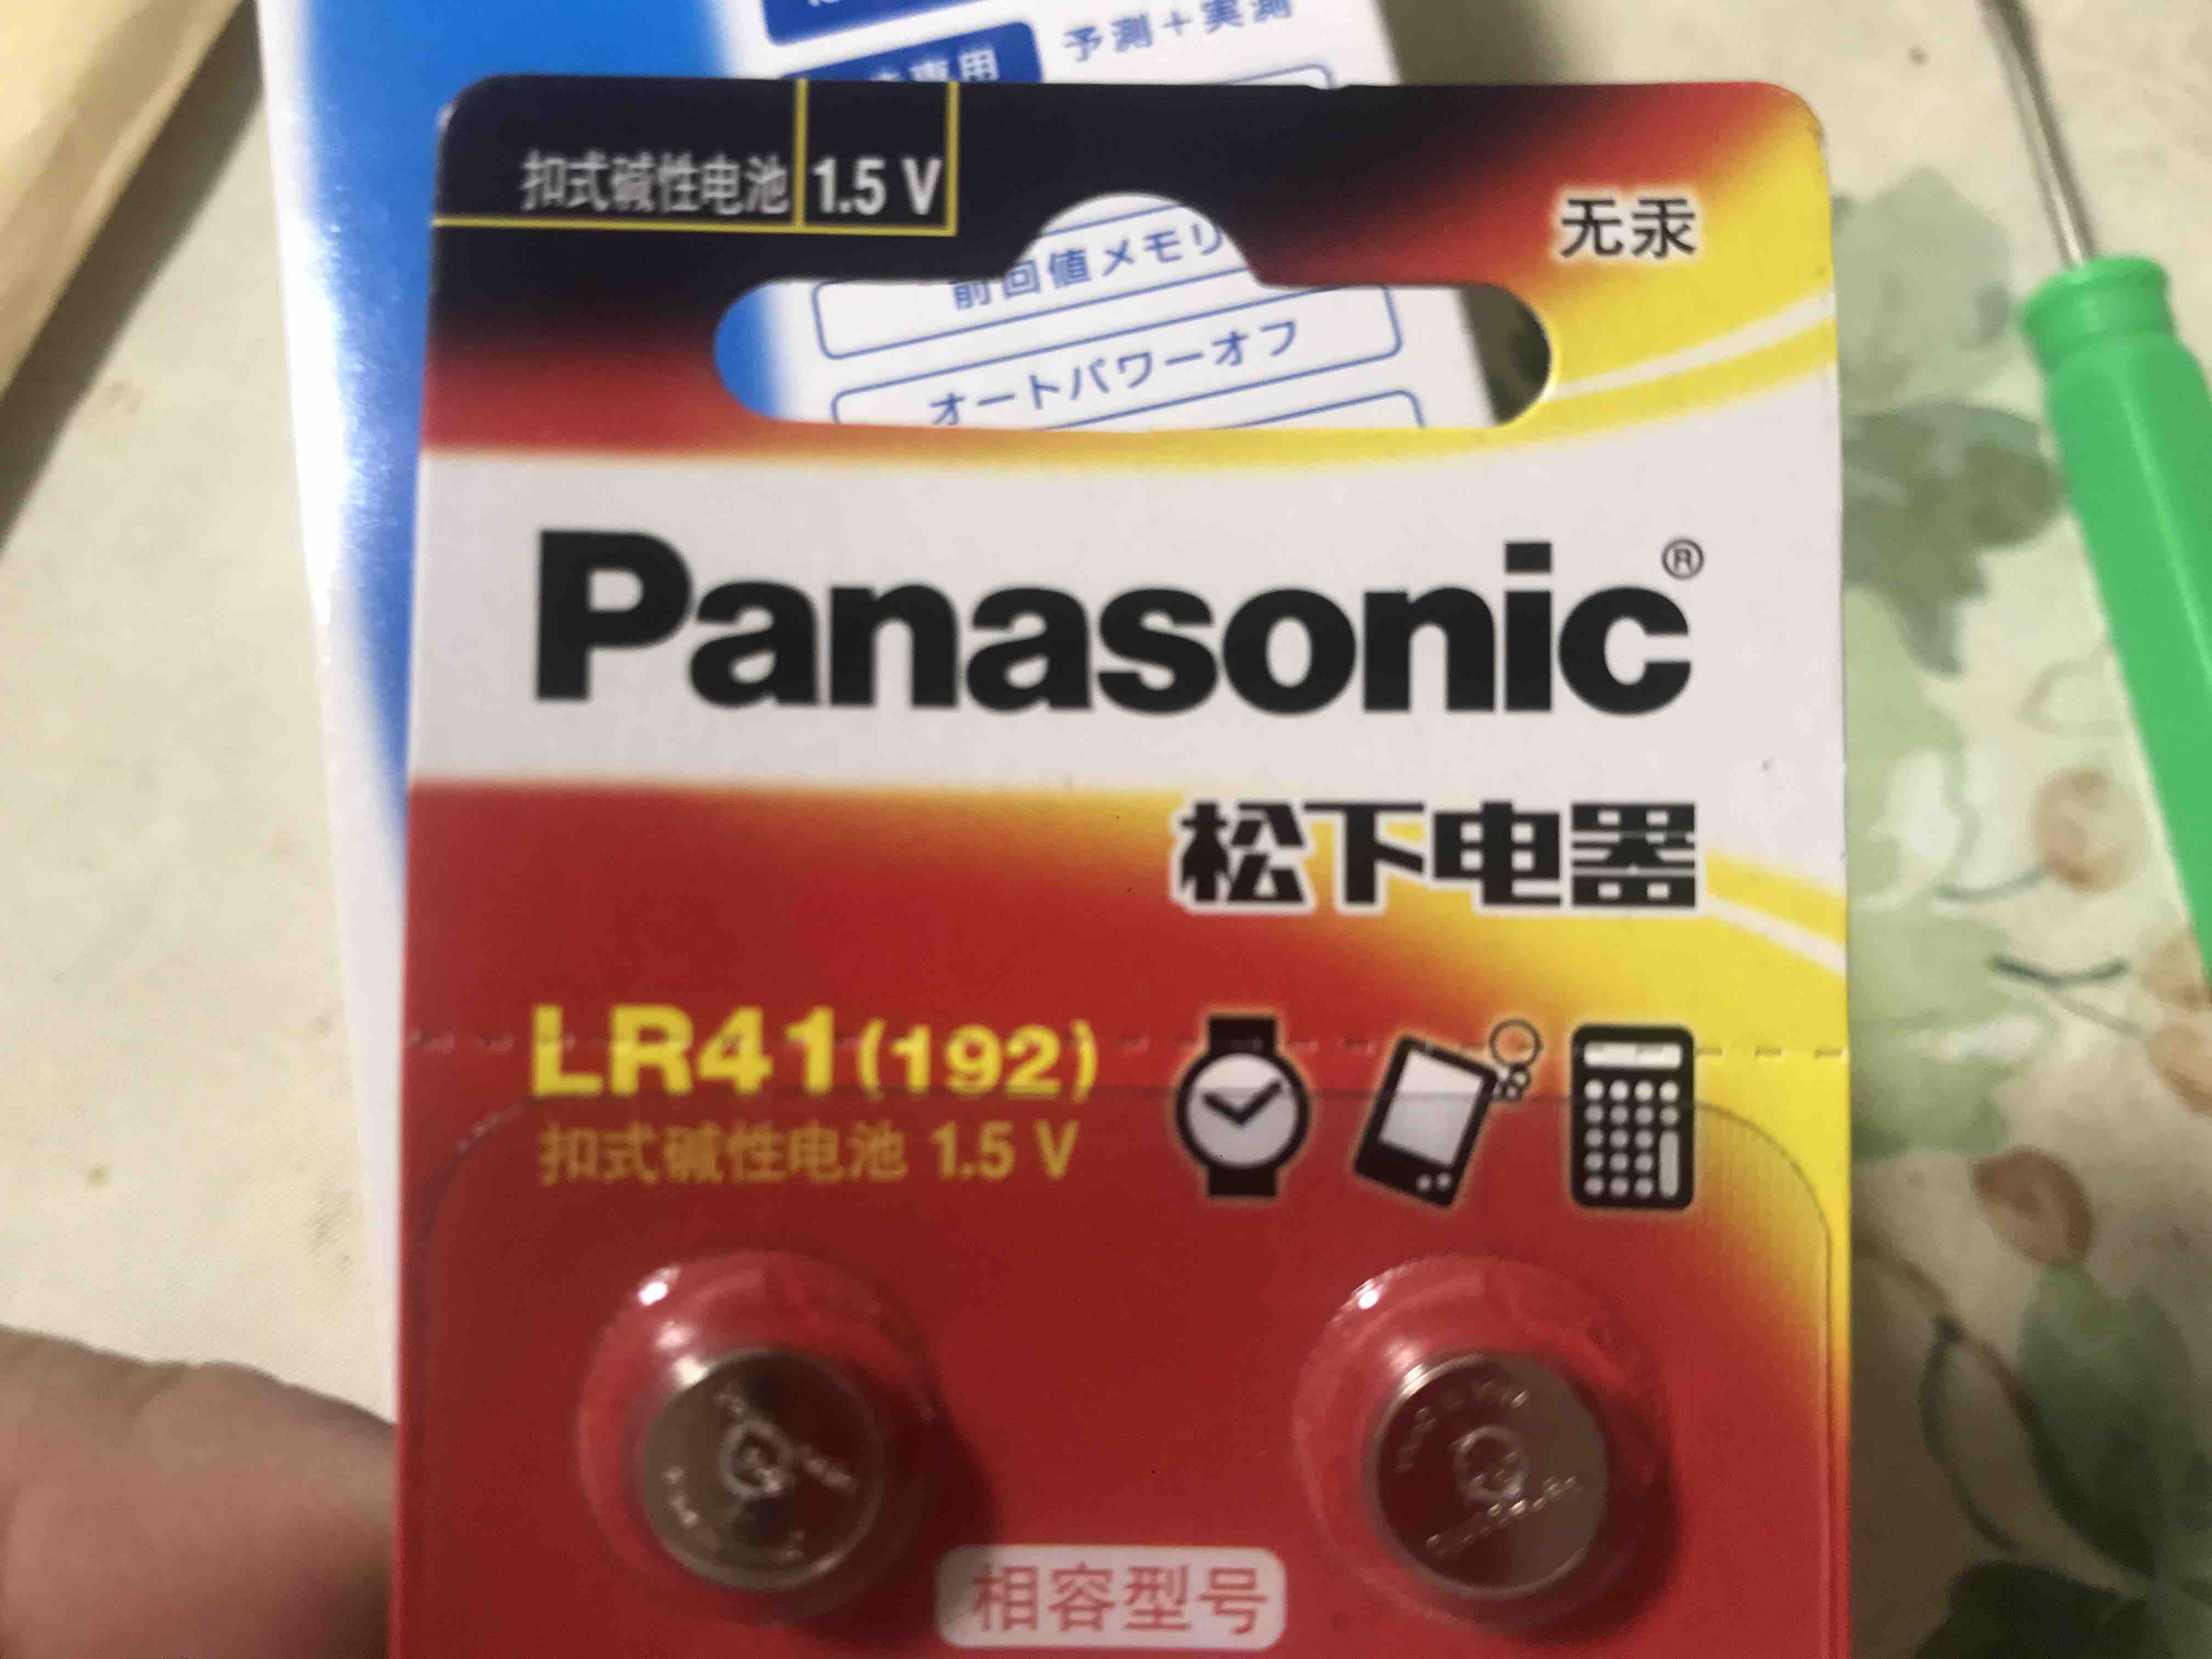 専用
予測+実測
扣式碱性电池 1.5 V
无汞
前回値メモリ
オートパワーオフ
Panasonic®
松下电器
LR41(192)
扣式碱性电池 1.5 V
相容型号